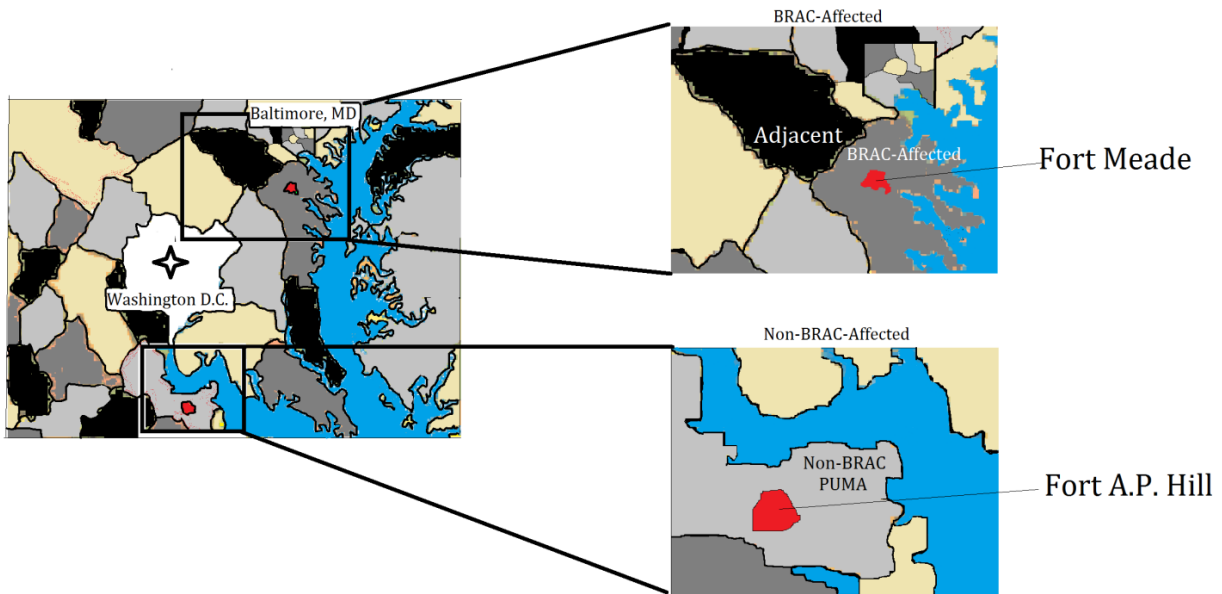 BRAC-Affected
Baltimore, MD
Adjacent
BRAC-Affected
Fort Meade
Washington D.C.
Non-BRAC-Affected
Non-BRAC
PUMA
Fort A.P. Hill